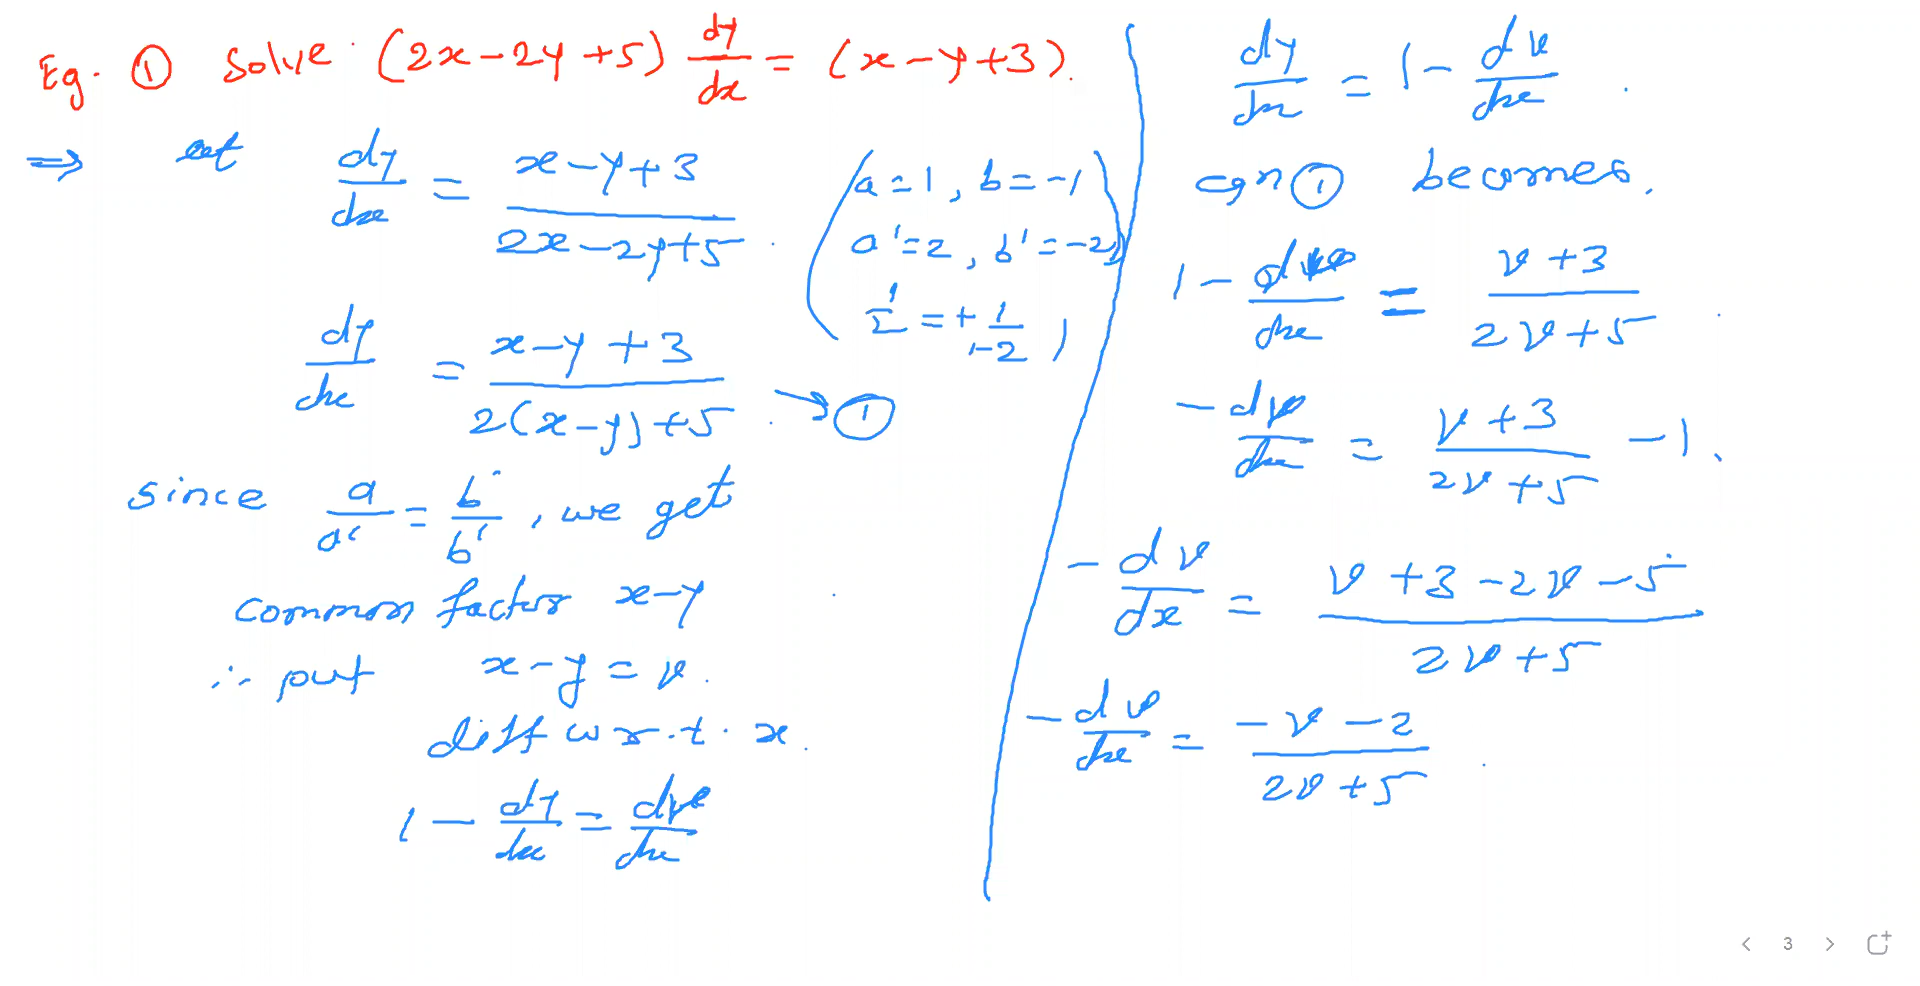 Eg. ① Solve (2x-2y+5) dy/dx = (x-y+3).
⇒ let dy/dx = (x-y+3)/(2x-2y+5) . (a=1, b=-1)
a'=2, b'=-2)
1/2 = +1/-2)
dy/dx = (x-y+3)/(2(x-y)+5) . → ①
since a/a' = b/b', we get
common factor x-y
∴ put x-y = v.
diff w.r.t. x.
1 - dy/dx = dv/dx
dy/dx = 1 - dv/dx .
eqn ① becomes,
1 - dv/dx = (v+3)/(2v+5) .
-dv/dx = (v+3)/(2v+5) - 1.
-dv/dx = (v+3-2v-5)/(2v+5)
-dv/dx = (-v-2)/(2v+5) .
< 3 >